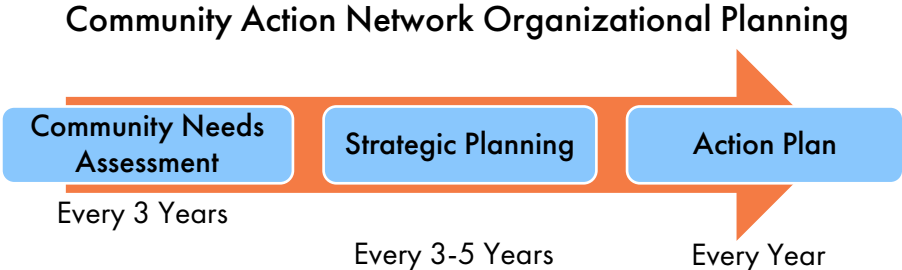 Community Action Network Organizational Planning
Community Needs
Assessment
Strategic Planning
Action Plan
Every 3 Years
Every 3-5 Years
Every Year